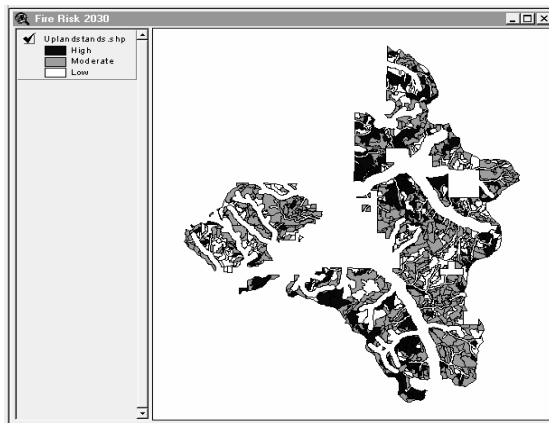 Fire Risk 2030
Uplandstands.shp
High
Moderate
Low